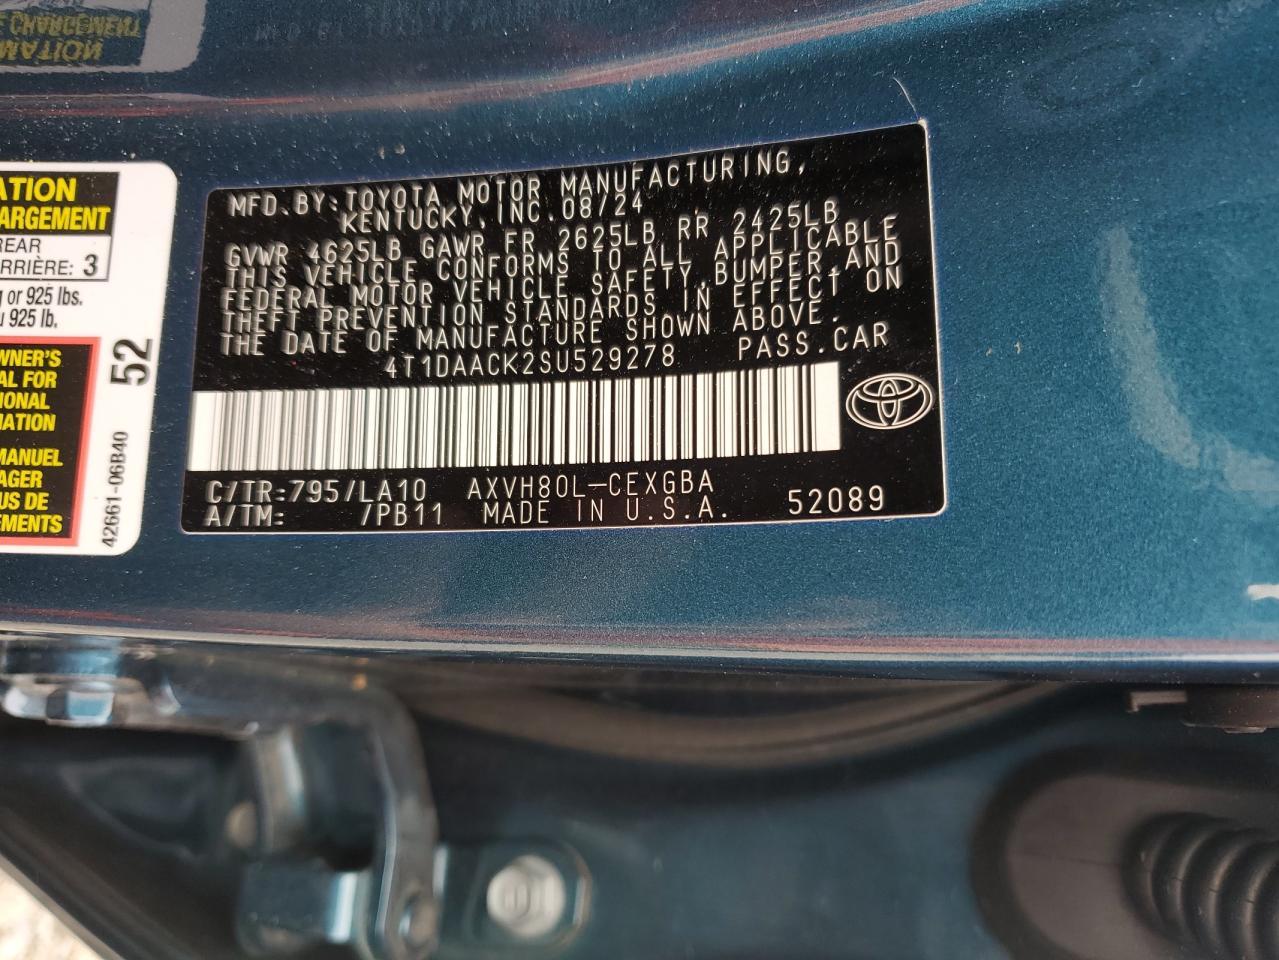 MFD.BY:TOYOTA MOTOR MANUFACTURING,
KENTUCKY,INC.08/24
GVWR 4625LB GAWR FR 2625LB RR 2425LB
THIS VEHICLE CONFORMS TO ALL APPLICABLE
FEDERAL MOTOR VEHICLE SAFETY,BUMPER,AND
THEFT PREVENTION STANDARDS IN EFFECT ON
THE DATE OF MANUFACTURE SHOWN ABOVE.
4T1DAACK2SU529278 PASS.CAR
C/TR:795/LA10 AXVH80L-CEXGBA
A/TM: /PB11 MADE IN U.S.A. 52089
ATION
ARGEMENT
REAR
ARRIÈRE: 3
g or 925 lbs.
u 925 lb.
WNER'S
AL FOR
IONAL
MATION
MANUEL
AGER
US DE
EMENTS
52
42661-06B40